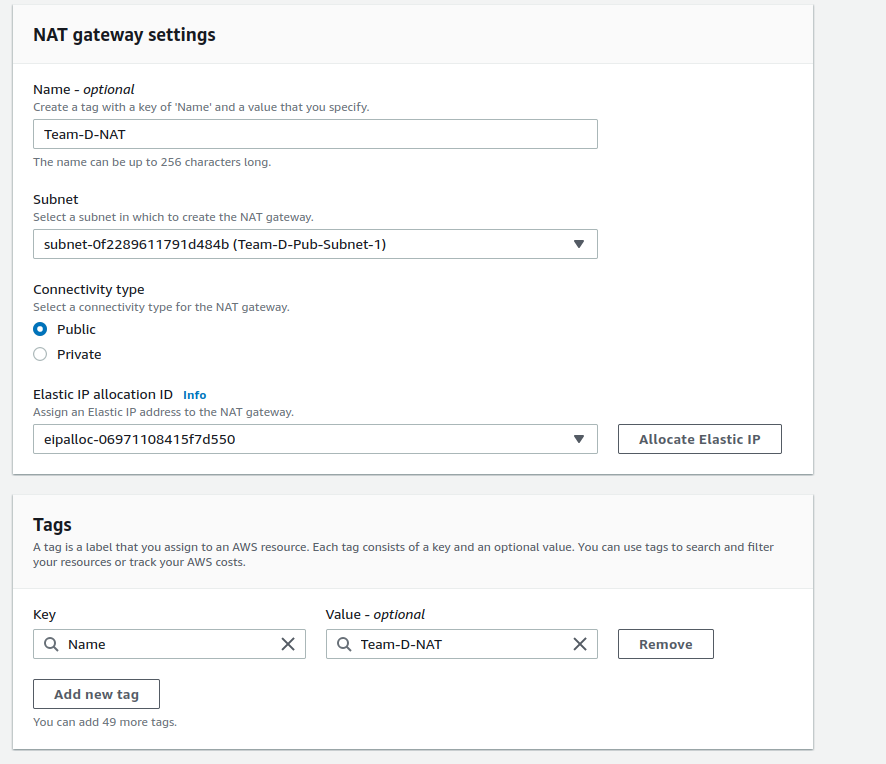 NAT gateway settings
Name - optional
Create a tag with a key of 'Name' and a value that you specify.
Team-D-NAT
The name can be up to 256 characters long.
Subnet
Select a subnet in which to create the NAT gateway.
subnet-0f2289611791d484b (Team-D-Pub-Subnet-1)
Connectivity type
Select a connectivity type for the NAT gateway.
Public
Private
Elastic IP allocation ID Info
Assign an Elastic IP address to the NAT gateway.
eipalloc-06971108415f7d550 Allocate Elastic IP
Tags
A tag is a label that you assign to an AWS resource. Each tag consists of a key and an optional value. You can use tags to search and filter
your resources or track your AWS costs.
Key Value - optional
Name Team-D-NAT Remove
Add new tag
You can add 49 more tags.